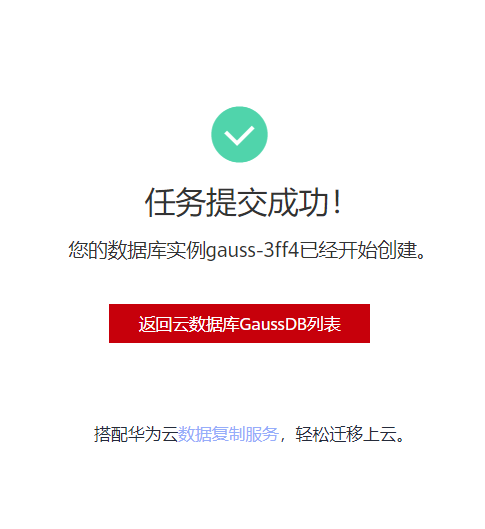 任务提交成功！
您的数据库实例gauss-3ff4已经开始创建。
返回云数据库GaussDB列表
搭配华为云数据复制服务，轻松迁移上云。